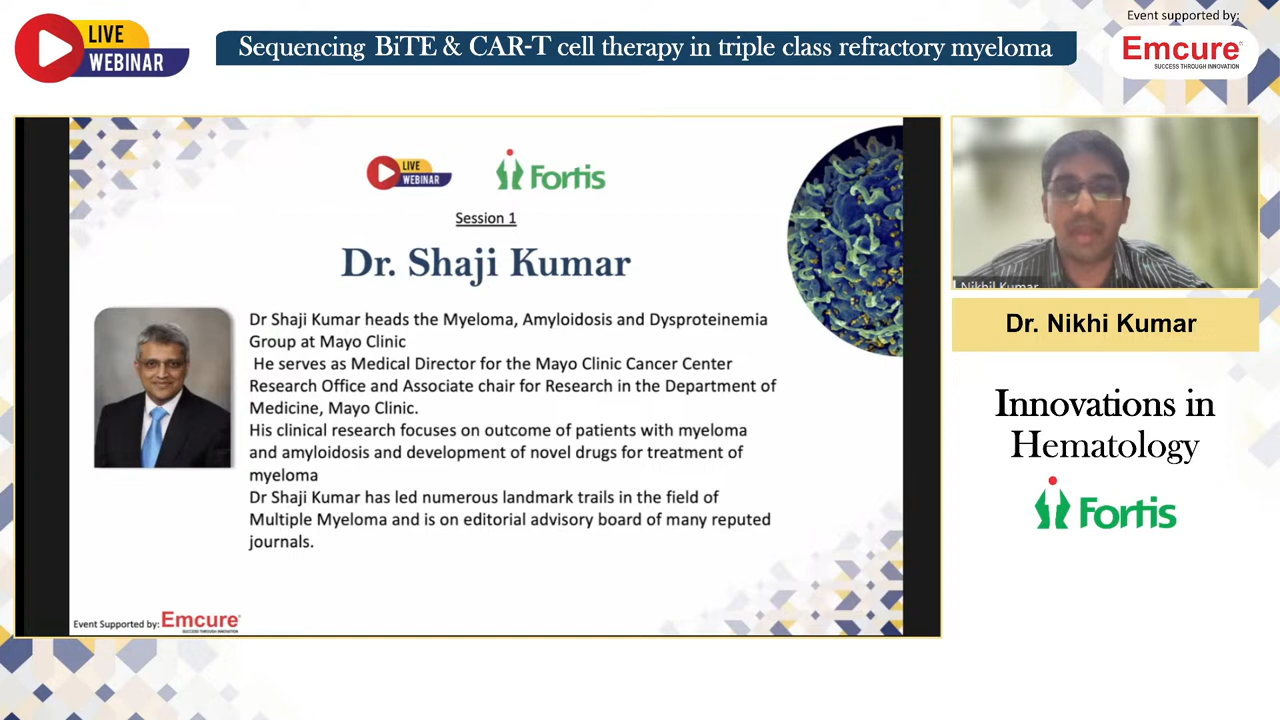 LIVE
WEBINAR
Sequencing BiTE & CAR-T cell therapy in triple class refractory myeloma
Event supported by:
Emcure®
SUCCESS THROUGH INNOVATION
LIVE
WEBINAR
Fortis
Session 1
Dr. Shaji Kumar
Dr Shaji Kumar heads the Myeloma, Amyloidosis and Dysproteinemia
Group at Mayo Clinic
He serves as Medical Director for the Mayo Clinic Cancer Center
Research Office and Associate chair for Research in the Department of
Medicine, Mayo Clinic.
His clinical research focuses on outcome of patients with myeloma
and amyloidosis and development of novel drugs for treatment of
myeloma
Dr Shaji Kumar has led numerous landmark trails in the field of
Multiple Myeloma and is on editorial advisory board of many reputed
journals.
Event Supported by: Emcure®
SUCCESS THROUGH INNOVATION
Nikhil Kumar
Dr. Nikhi Kumar
Innovations in
Hematology
Fortis